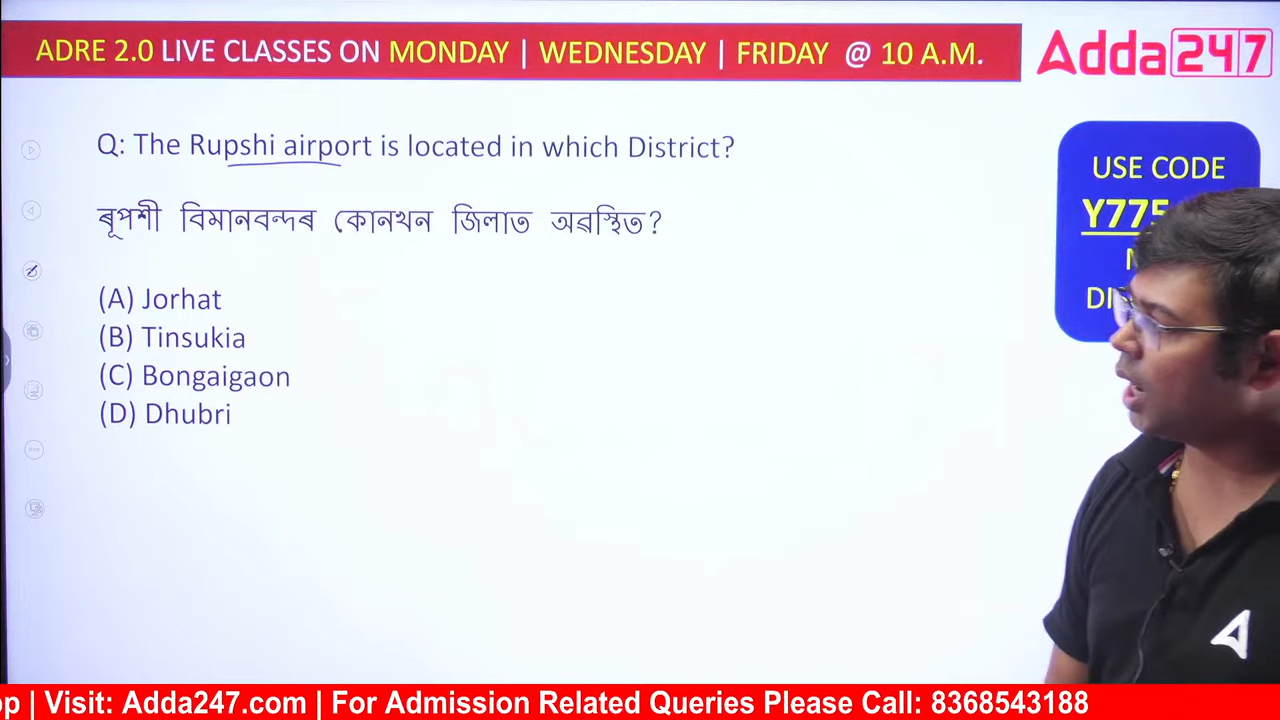 ADRE 2.0 LIVE CLASSES ON MONDAY | WEDNESDAY | FRIDAY @ 10 A.M.
Adda247
Q: The Rupshi airport is located in which District?
USE CODE
ৰূপশী বিমানবন্দৰ কোনখন জিলাত অৱস্থিত?
(A) Jorhat
(B) Tinsukia
(C) Bongaigaon
(D) Dhubri
| Visit: Adda247.com | For Admission Related Queries Please Call: 8368543188